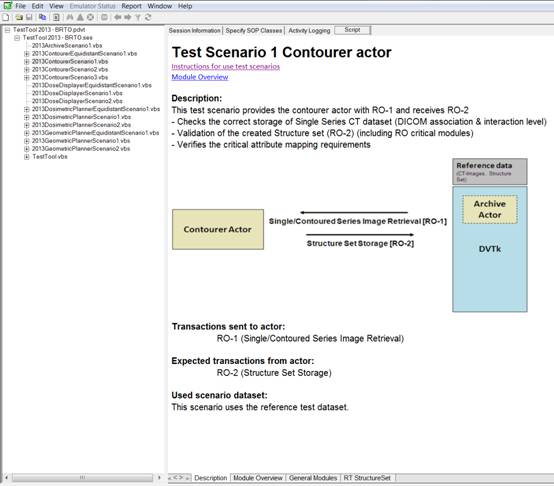 File Edit View Emulator Status Report Window Help
TestTool 2013 - BRTO.pdvt
TestTool 2013 - BRTO.ses
2013ArchiveScenario1.vbs
2013ContourerEquidistantScenario1.vbs
2013ContourerScenario1.vbs
2013ContourerScenario2.vbs
2013ContourerScenario3.vbs
2013DoseDisplayerEquidistantScenario1.vbs
2013DoseDisplayerScenario1.vbs
2013DoseDisplayerScenario2.vbs
2013DosimetricPlannerEquidistantScenario1.vbs
2013DosimetricPlannerScenario1.vbs
2013DosimetricPlannerScenario2.vbs
2013GeometricPlannerEquidistantScenario1.vbs
2013GeometricPlannerScenario1.vbs
2013GeometricPlannerScenario2.vbs
TestTool.vbs
Session Information Specify SOP Classes Activity Logging Script
Test Scenario 1 Contourer actor
Instructions for use test scenarios
Module Overview
Description:
This test scenario provides the contourer actor with RO-1 and receives RO-2
- Checks the correct storage of Single Series CT dataset (DICOM association & interaction level)
- Validation of the created Structure set (RO-2) (including RO critical modules)
- Verifies the critical attribute mapping requirements
Reference data
(CT-Images, Structure
Set)
Archive
Actor
Contourer Actor
Single/Contoured Series Image Retrieval [RO-1]
Structure Set Storage [RO-2]
DVTk
Transactions sent to actor:
RO-1 (Single/Contoured Series Image Retrieval)
Expected transactions from actor:
RO-2 (Structure Set Storage)
Used scenario dataset:
This scenario uses the reference test dataset.
Description Module Overview General Modules RT StructureSet